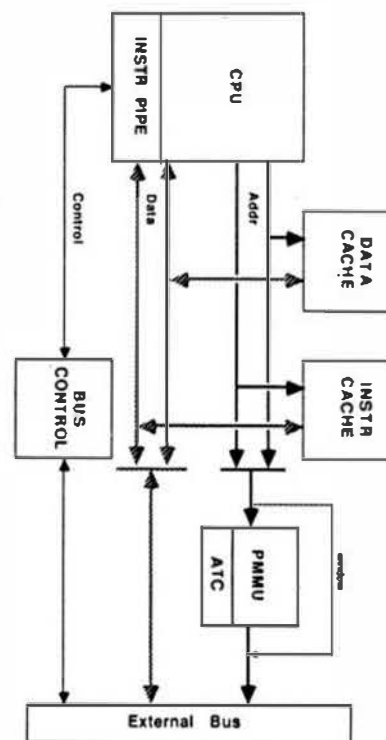 CPU
INSTR PIPE
DATA
CACHE
INSTR
CACHE
Addr
Data
Control
BUS
CONTROL
PMMU
ATC
External Bus